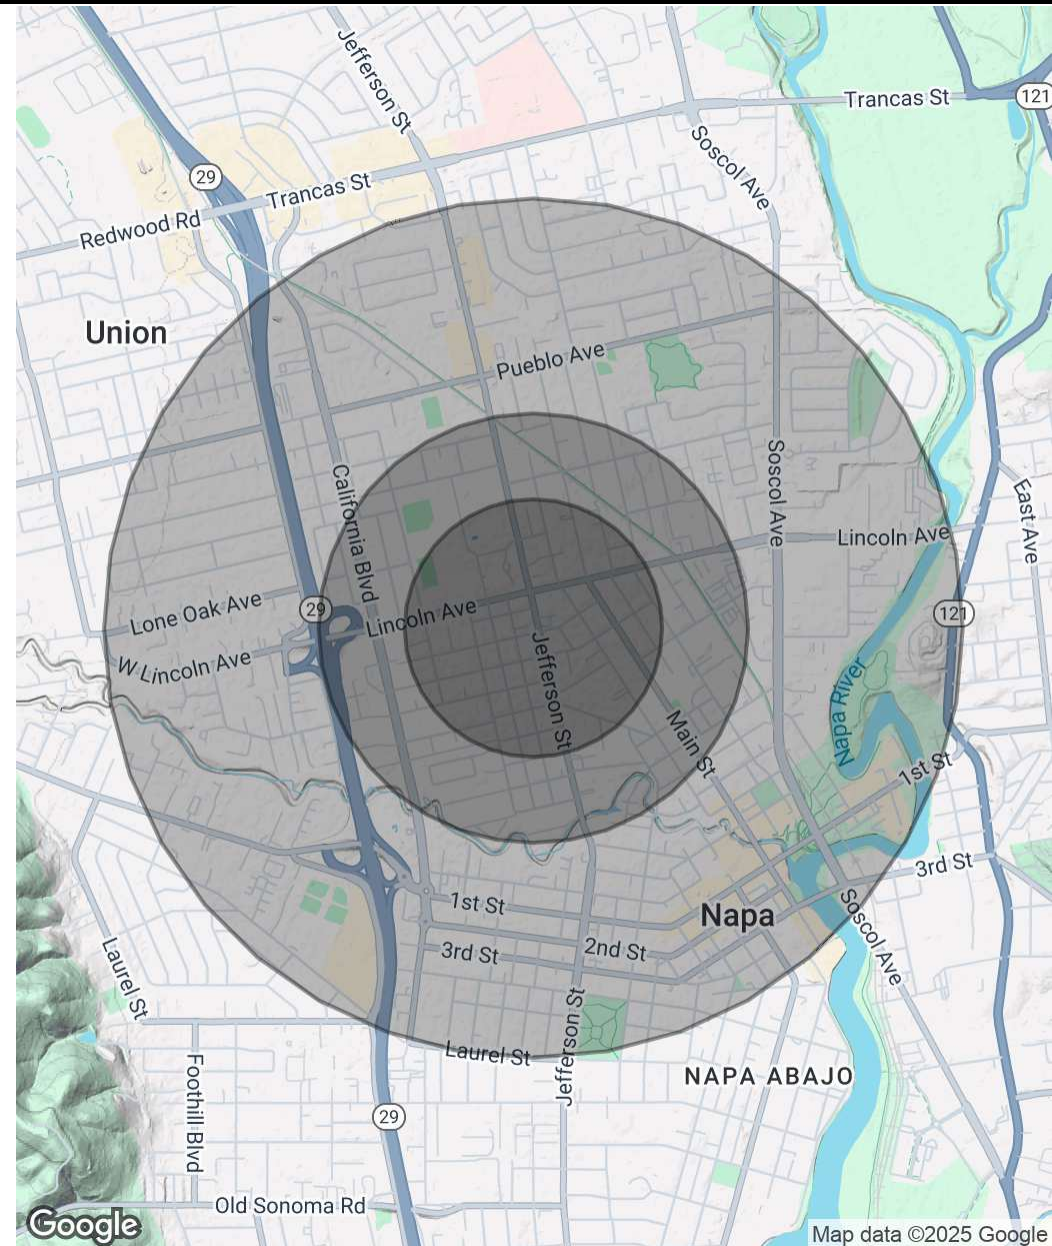 Jefferson St
Trancas St
121
Soscol Ave
29
Trancas St
Redwood Rd
Union
Pueblo Ave
California Blvd
Soscol Ave
East Ave
Lincoln Ave
Lone Oak Ave
29
Lincoln Ave
121
W Lincoln Ave
Jefferson St
Napa River
Main St
1st St
3rd St
1st St
Napa
Soscol Ave
2nd St
3rd St
Laurel St
Jefferson St
Laurel St
NAPA ABAJO
Foothill Blvd
29
Old Sonoma Rd
Google
Map data ©2025 Google